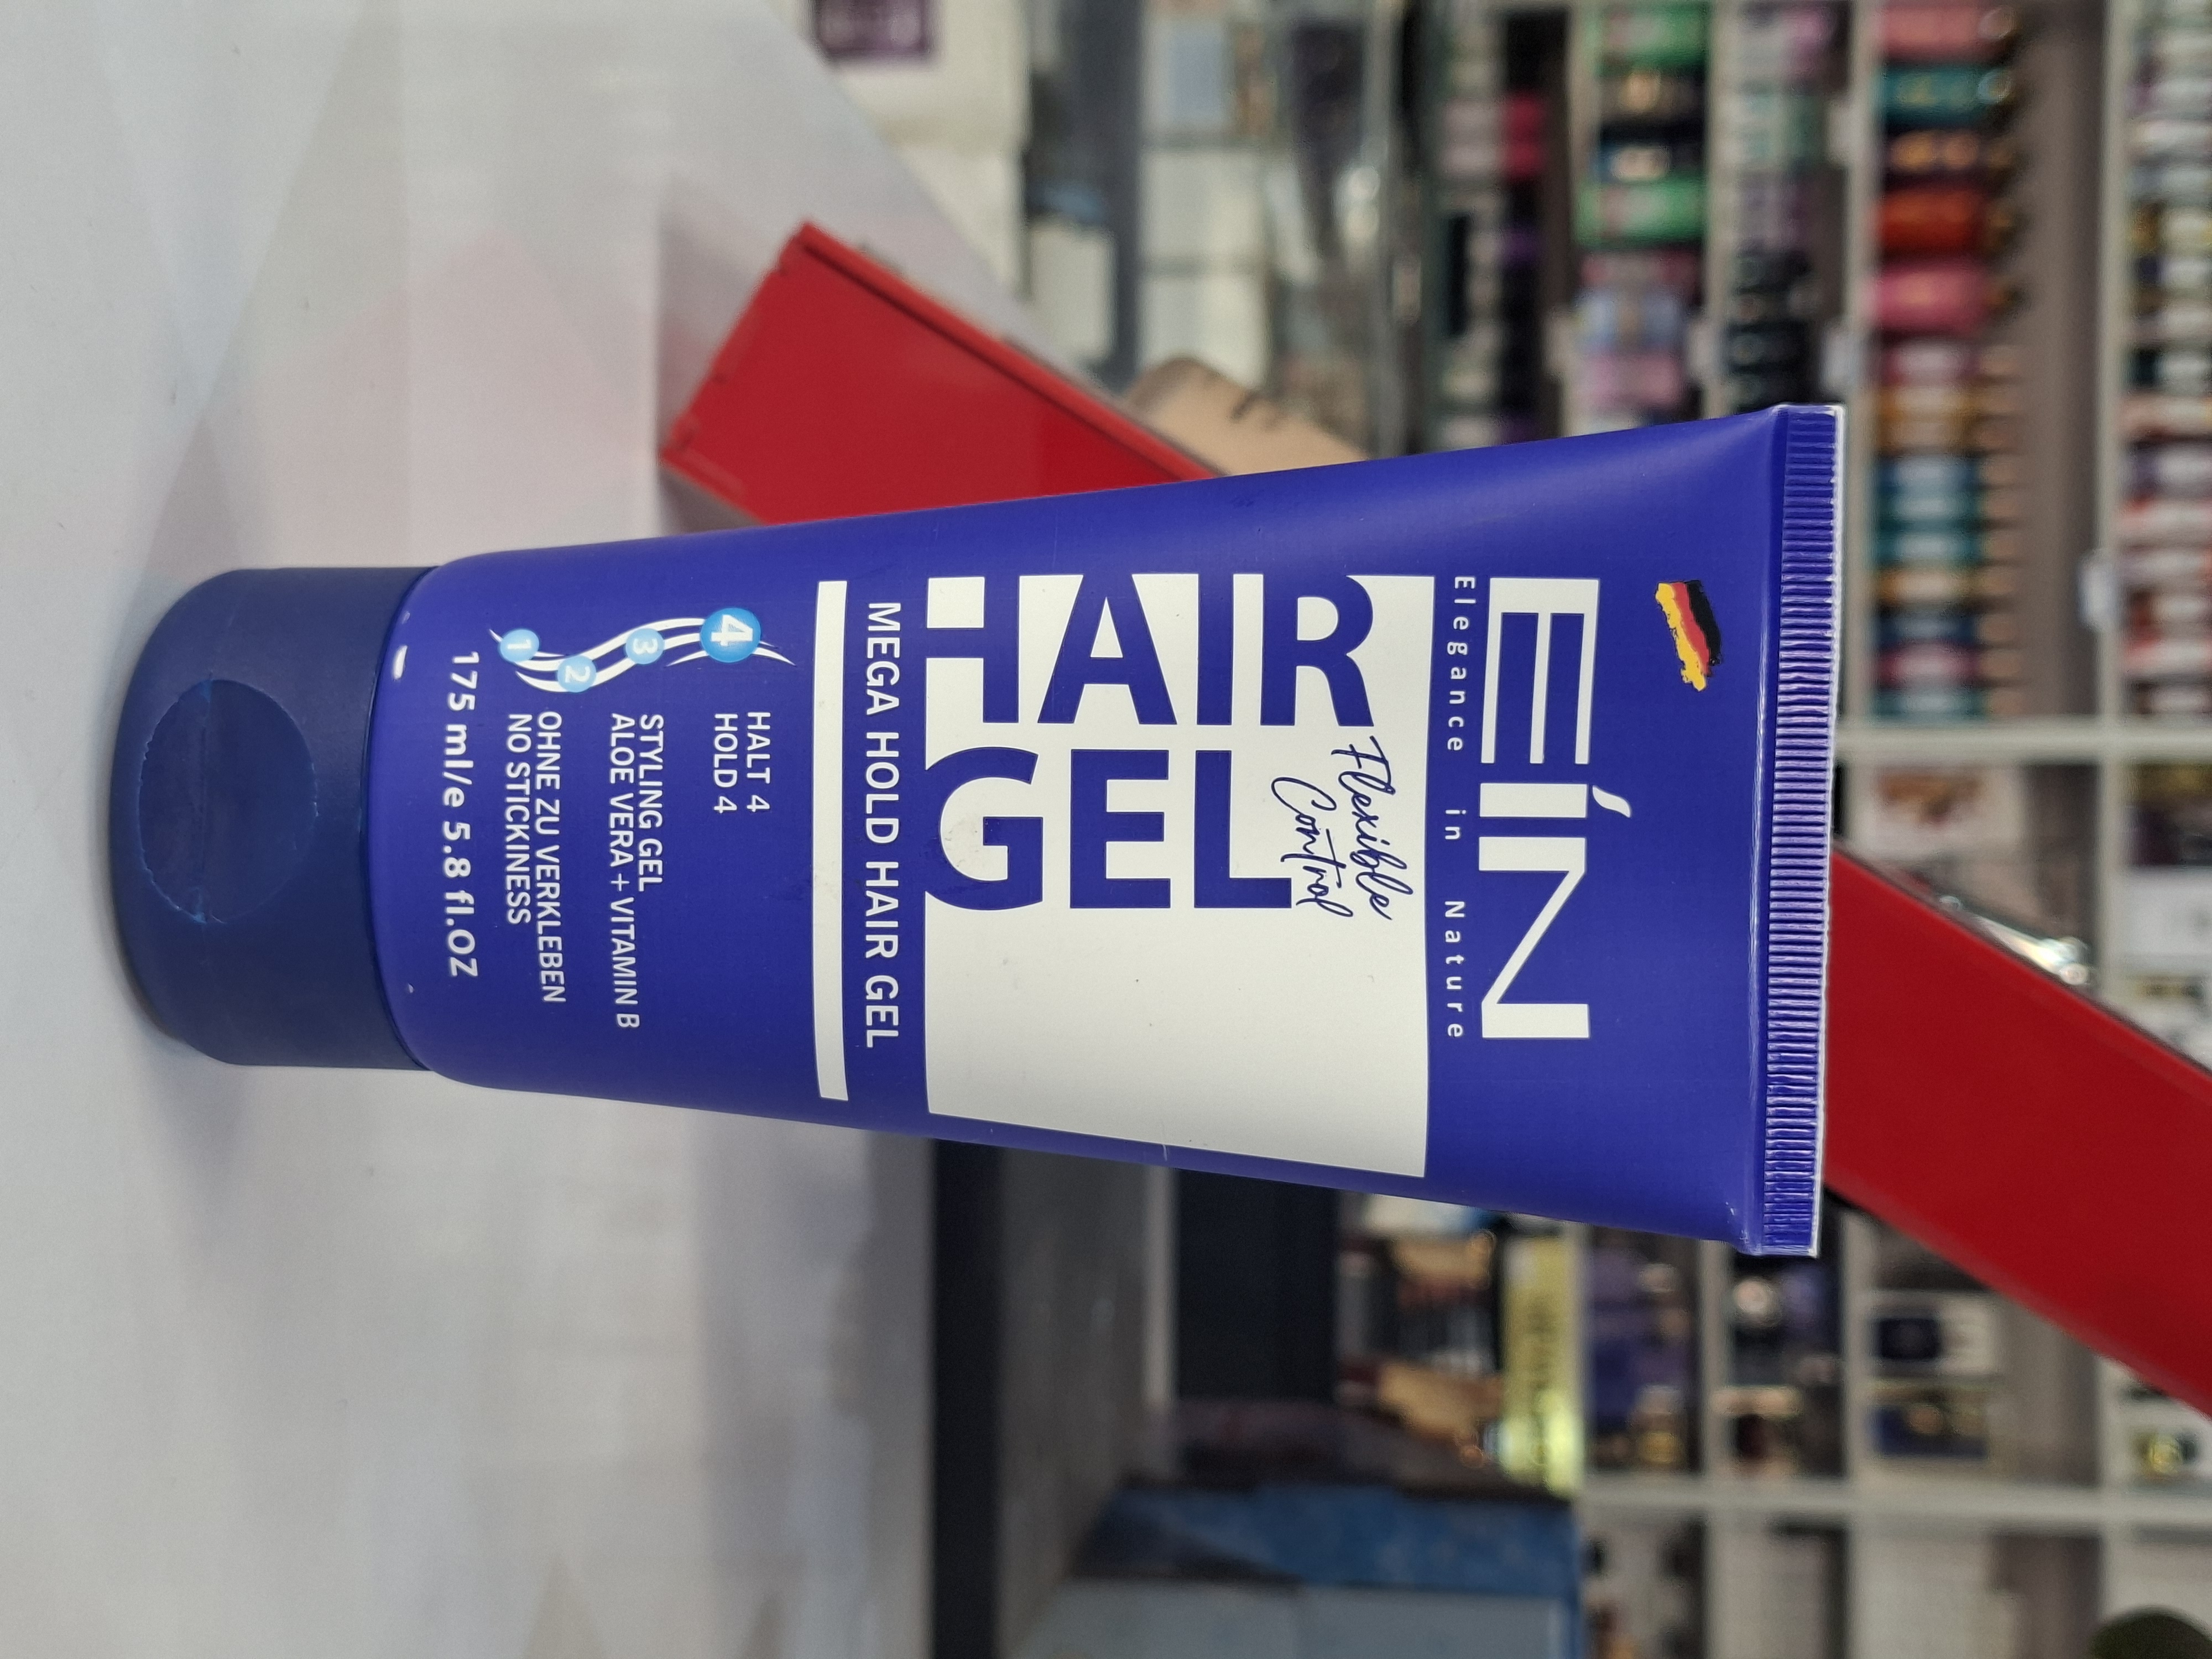 EÍN
Elegance in Nature
HAIR
GEL
Flexible
Control
MEGA HOLD HAIR GEL
4
HALT 4
HOLD 4
3
STYLING GEL
ALOE VERA + VITAMIN B
2
1
OHNE ZU VERKLEBEN
NO STICKINESS
175 ml/e 5.8 fl.OZ